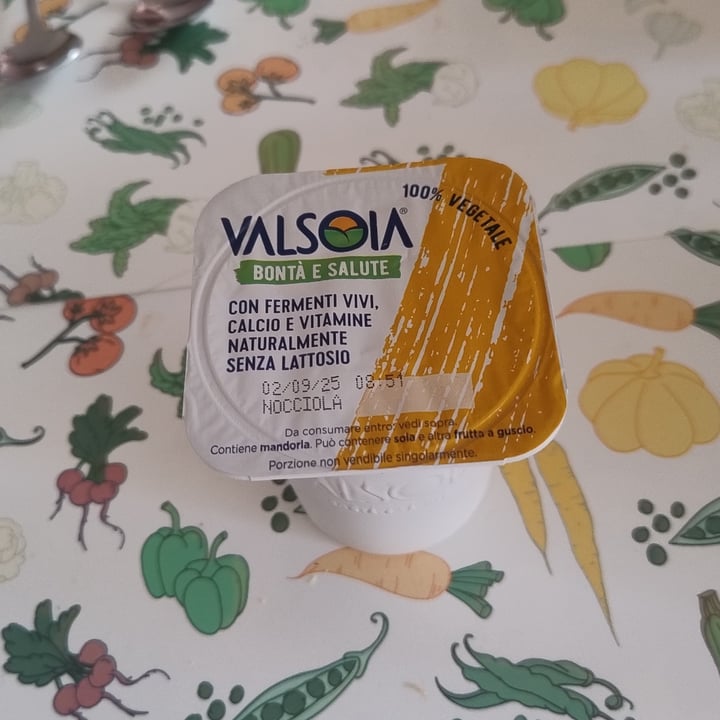 100% VEGETALE
VALSOIA®
BONTÀ E SALUTE
CON FERMENTI VIVI,
CALCIO E VITAMINE
NATURALMENTE
SENZA LATTOSIO
02/09/25 08:51
NOCCIOLA
Da consumare entro: vedi sopra.
Contiene mandorla. Può contenere soia e altra frutta a guscio.
Porzione non vendibile singolarmente.